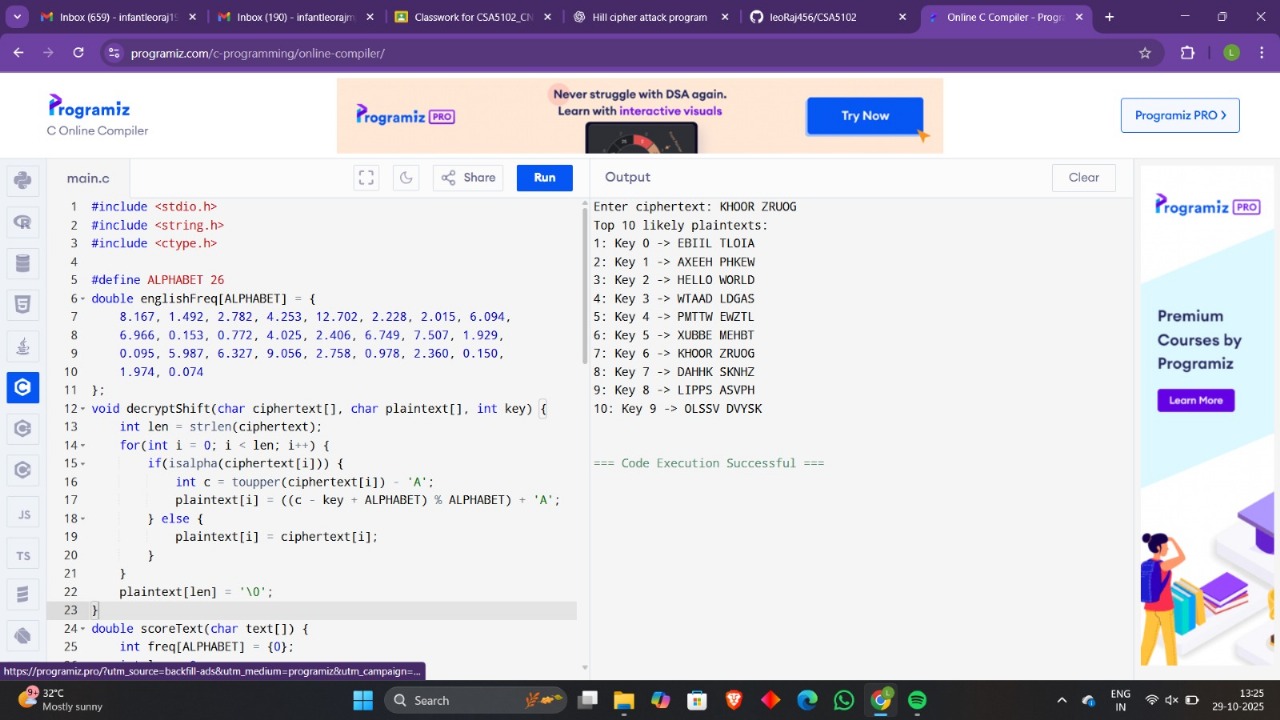 Inbox (659) - infantleoraj19
Inbox (190) - infantleorajm
Classwork for CSA5102_CN
Hill cipher attack program
leoRaj456/CSA5102
Online C Compiler - Progra
programiz.com/c-programming/online-compiler/
L
Programiz
C Online Compiler
Programiz PRO
Never struggle with DSA again.
Learn with interactive visuals
Try Now
Programiz PRO >
main.c
Share
Run
Output
Clear
1 #include <stdio.h>
2 #include <string.h>
3 #include <ctype.h>
4
5 #define ALPHABET 26
6 double englishFreq[ALPHABET] = {
7 8.167, 1.492, 2.782, 4.253, 12.702, 2.228, 2.015, 6.094,
8 6.966, 0.153, 0.772, 4.025, 2.406, 6.749, 7.507, 1.929,
9 0.095, 5.987, 6.327, 9.056, 2.758, 0.978, 2.360, 0.150,
10 1.974, 0.074
11 };
12 void decryptShift(char ciphertext[], char plaintext[], int key) {
13 int len = strlen(ciphertext);
14 for(int i = 0; i < len; i++) {
15 if(isalpha(ciphertext[i])) {
16 int c = toupper(ciphertext[i]) - 'A';
17 plaintext[i] = ((c - key + ALPHABET) % ALPHABET) + 'A';
18 } else {
19 plaintext[i] = ciphertext[i];
20 }
21 }
22 plaintext[len] = '\0';
23 }
24 double scoreText(char text[]) {
25 int freq[ALPHABET] = {0};
Enter ciphertext: KHOOR ZRUOG
Top 10 likely plaintexts:
1: Key 0 -> EBIIL TLOIA
2: Key 1 -> AXEEH PHKEW
3: Key 2 -> HELLO WORLD
4: Key 3 -> WTAAD LDGAS
5: Key 4 -> PMTTW EWZTL
6: Key 5 -> XUBBE MEHBT
7: Key 6 -> KHOOR ZRUOG
8: Key 7 -> DAHHK SKNHZ
9: Key 8 -> LIPPS ASVPH
10: Key 9 -> OLSSV DVYSK
=== Code Execution Successful ===
Programiz PRO
Premium
Courses by
Programiz
Learn More
JS
TS
https://programiz.pro/?utm_source=backfill-ads&utm_medium=programiz&utm_campaign=...
9+
32°C
Mostly sunny
Search
ENG
IN
13:25
29-10-2025